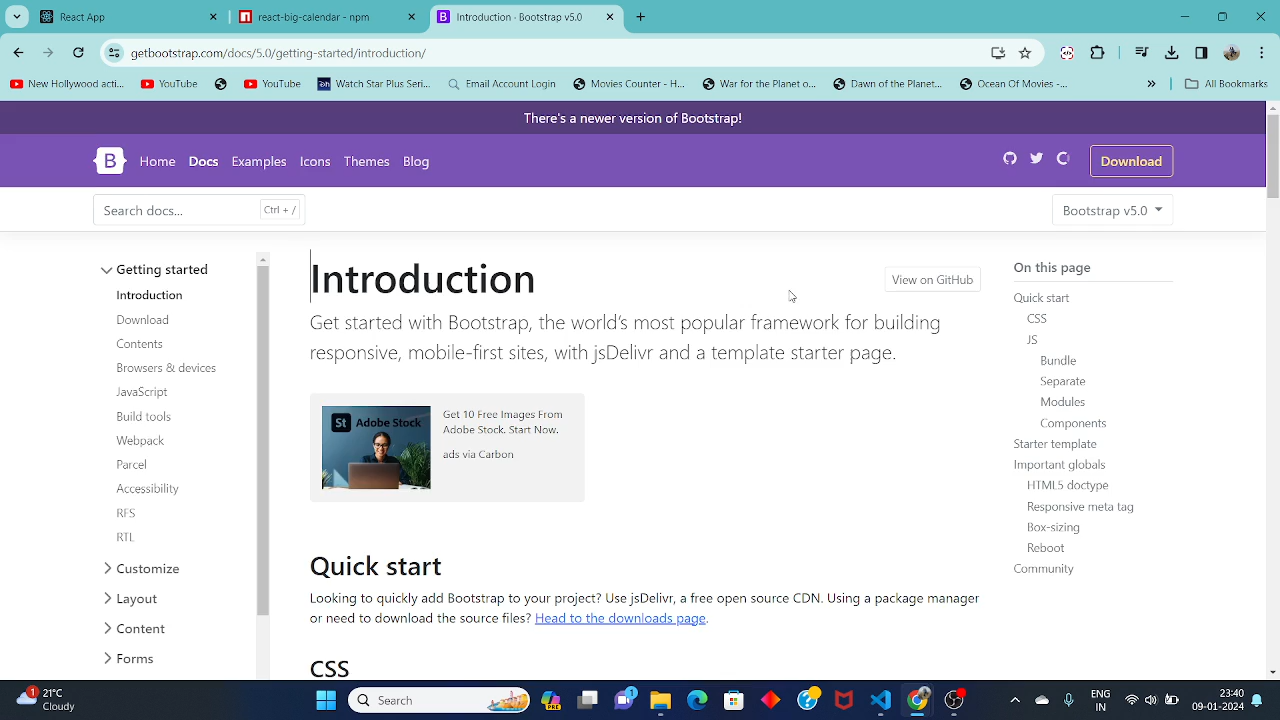 React App
react-big-calendar - npm
Introduction · Bootstrap v5.0
getbootstrap.com/docs/5.0/getting-started/introduction/
New Hollywood acti...
YouTube
YouTube
Watch Star Plus Seri...
Email Account Login
Movies Counter - H...
War for the Planet o...
Dawn of the Planet...
Ocean Of Movies -...
All Bookmarks
There's a newer version of Bootstrap!
B
Home
Docs
Examples
Icons
Themes
Blog
Download
Search docs...
Ctrl + /
Bootstrap v5.0
Getting started
Introduction
Download
Contents
Browsers & devices
JavaScript
Build tools
Webpack
Parcel
Accessibility
RFS
RTL
Customize
Layout
Content
Forms
Introduction
View on GitHub
Get started with Bootstrap, the world's most popular framework for building
responsive, mobile-first sites, with jsDelivr and a template starter page.
St Adobe Stock
Get 10 Free Images From
Adobe Stock. Start Now.
ads via Carbon
Quick start
Looking to quickly add Bootstrap to your project? Use jsDelivr, a free open source CDN. Using a package manager
or need to download the source files? Head to the downloads page.
CSS
On this page
Quick start
CSS
JS
Bundle
Separate
Modules
Components
Starter template
Important globals
HTML5 doctype
Responsive meta tag
Box-sizing
Reboot
Community
1
21°C
Cloudy
Search
1
ENG
IN
12:40
09-01-2024